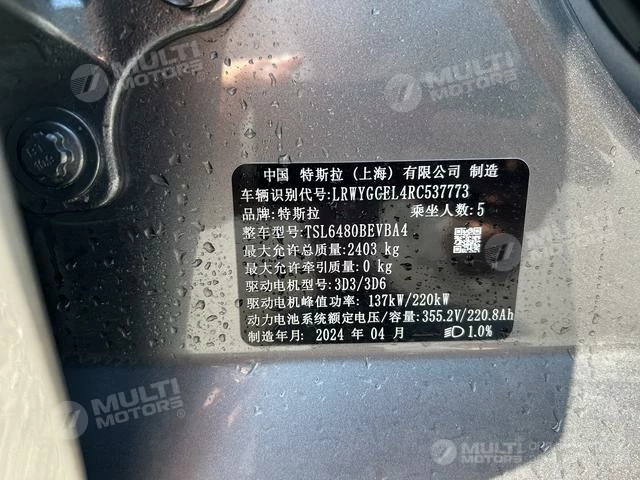 MULTI
MOTORS®
MULTI
MOTORS®
中国 特斯拉(上海)有限公司 制造
车辆识别代号:LRWYGGEL4RC537773
品牌:特斯拉 乘坐人数:5
整车型号:TSL6480BEVBA4
最大允许总质量:2403 kg
最大允许牵引质量:0 kg
驱动电机型号:3D3/3D6
驱动电机峰值功率: 137kW/220kW
动力电池系统额定电压/容量:355.2V/220.8Ah
制造年月: 2024 年 04 月 1.0%
MULTI
MOTORS®
MULTI
MOTORS